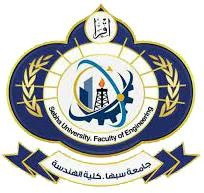 اقرأ
Sebha University. Faculty of Engineering
جامعة سبها . كلية الهندسة